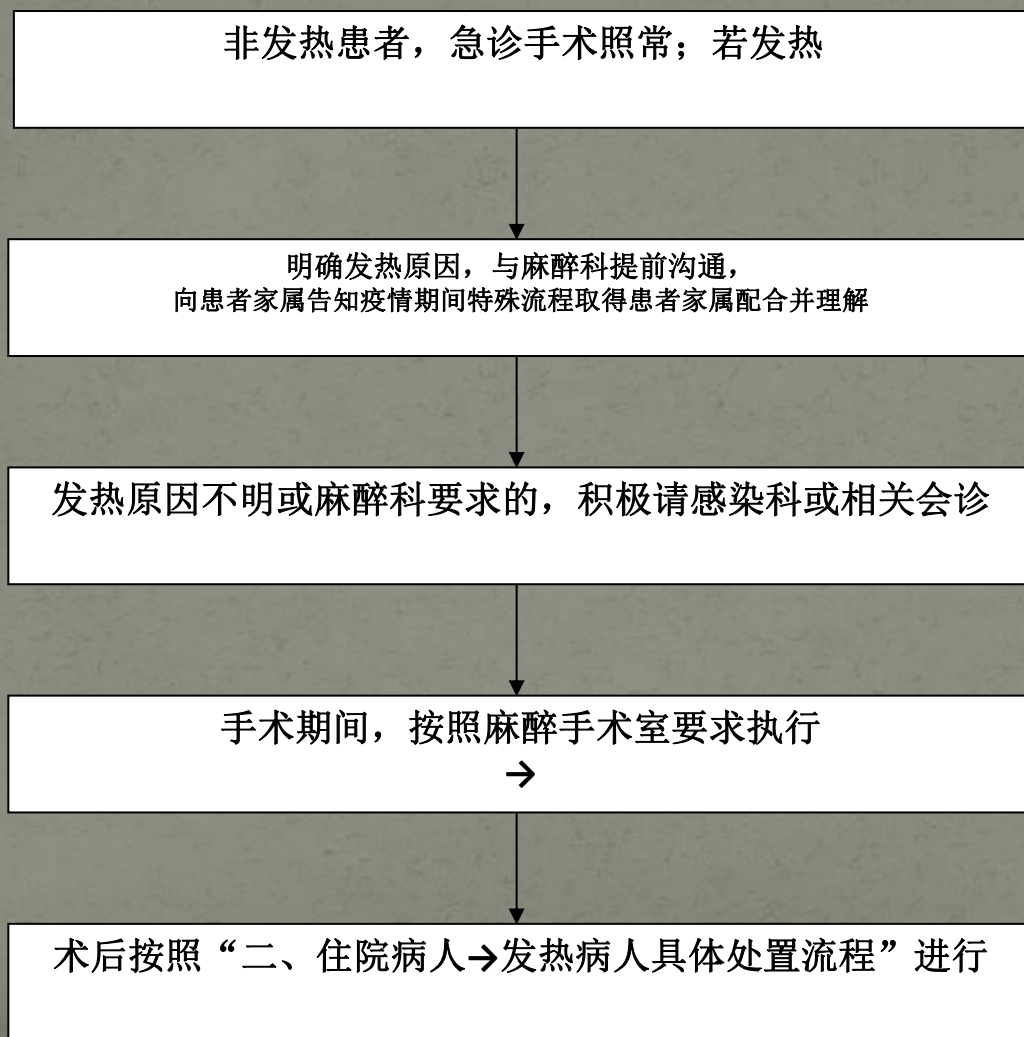 非发热患者，急诊手术照常；若发热
明确发热原因，与麻醉科提前沟通，
向患者家属告知疫情期间特殊流程取得患者家属配合并理解
发热原因不明或麻醉科要求的，积极请感染科或相关会诊
手术期间，按照麻醉手术室要求执行
→
术后按照“二、住院病人→发热病人具体处置流程”进行